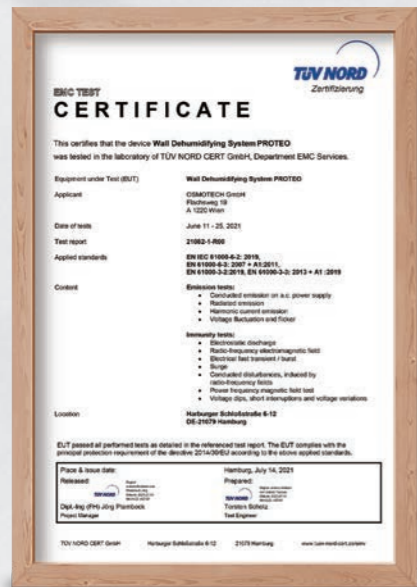 TÜV NORD
Zertifizierung
EMC TEST
CERTIFICATE
This certifies that the device Wall Dehumidifying System PROTEO
was tested in the laboratory of TÜV NORD CERT GmbH, Department EMC Services.
Equipment under Test (EUT) Wall Dehumidifying System PROTEO
Applicant OSMOTECH GmbH
19
A 1220 Wien
Date of tests June 11 - 25, 2021
Test report 21082-1-R00
Applied standards EN IEC 61000-6-2: 2019,
EN 61000-6-3: 2007 + A1:2011,
EN 61000-3-2:2019, EN 61000-3-3: 2013 + A1 :2019
Content Emission tests:
• Conducted emission on a.c. power supply
• Radiated emission
• Harmonic current emission
• Voltage fluctuation and flicker
Immunity tests:
• Electrostatic discharge
• Radio-frequency electromagnetic field
• Electrical fast transient / burst
• Surge
• Conducted disturbances, induced by
radio-frequency fields
• Power frequency magnetic field test
• Voltage dips, short interruptions and voltage variations
Location Harburger Schloßstraße 6-12
DE-21079 Hamburg
EUT passed all performed tests as detailed in the referenced test report. The EUT complies with the
principal protection requirement of the directive 2014/30/EU according to the above applied standards.
Place & issue date: Hamburg, July 14, 2021
Released: Prepared:
TÜV NORD TÜV NORD
Dipl.-Ing (FH) Jörg Torsten Scholz
Project Manager Test Engineer
TÜV NORD CERT GmbH Harburger Schloßstraße 6-12 21079 Hamburg